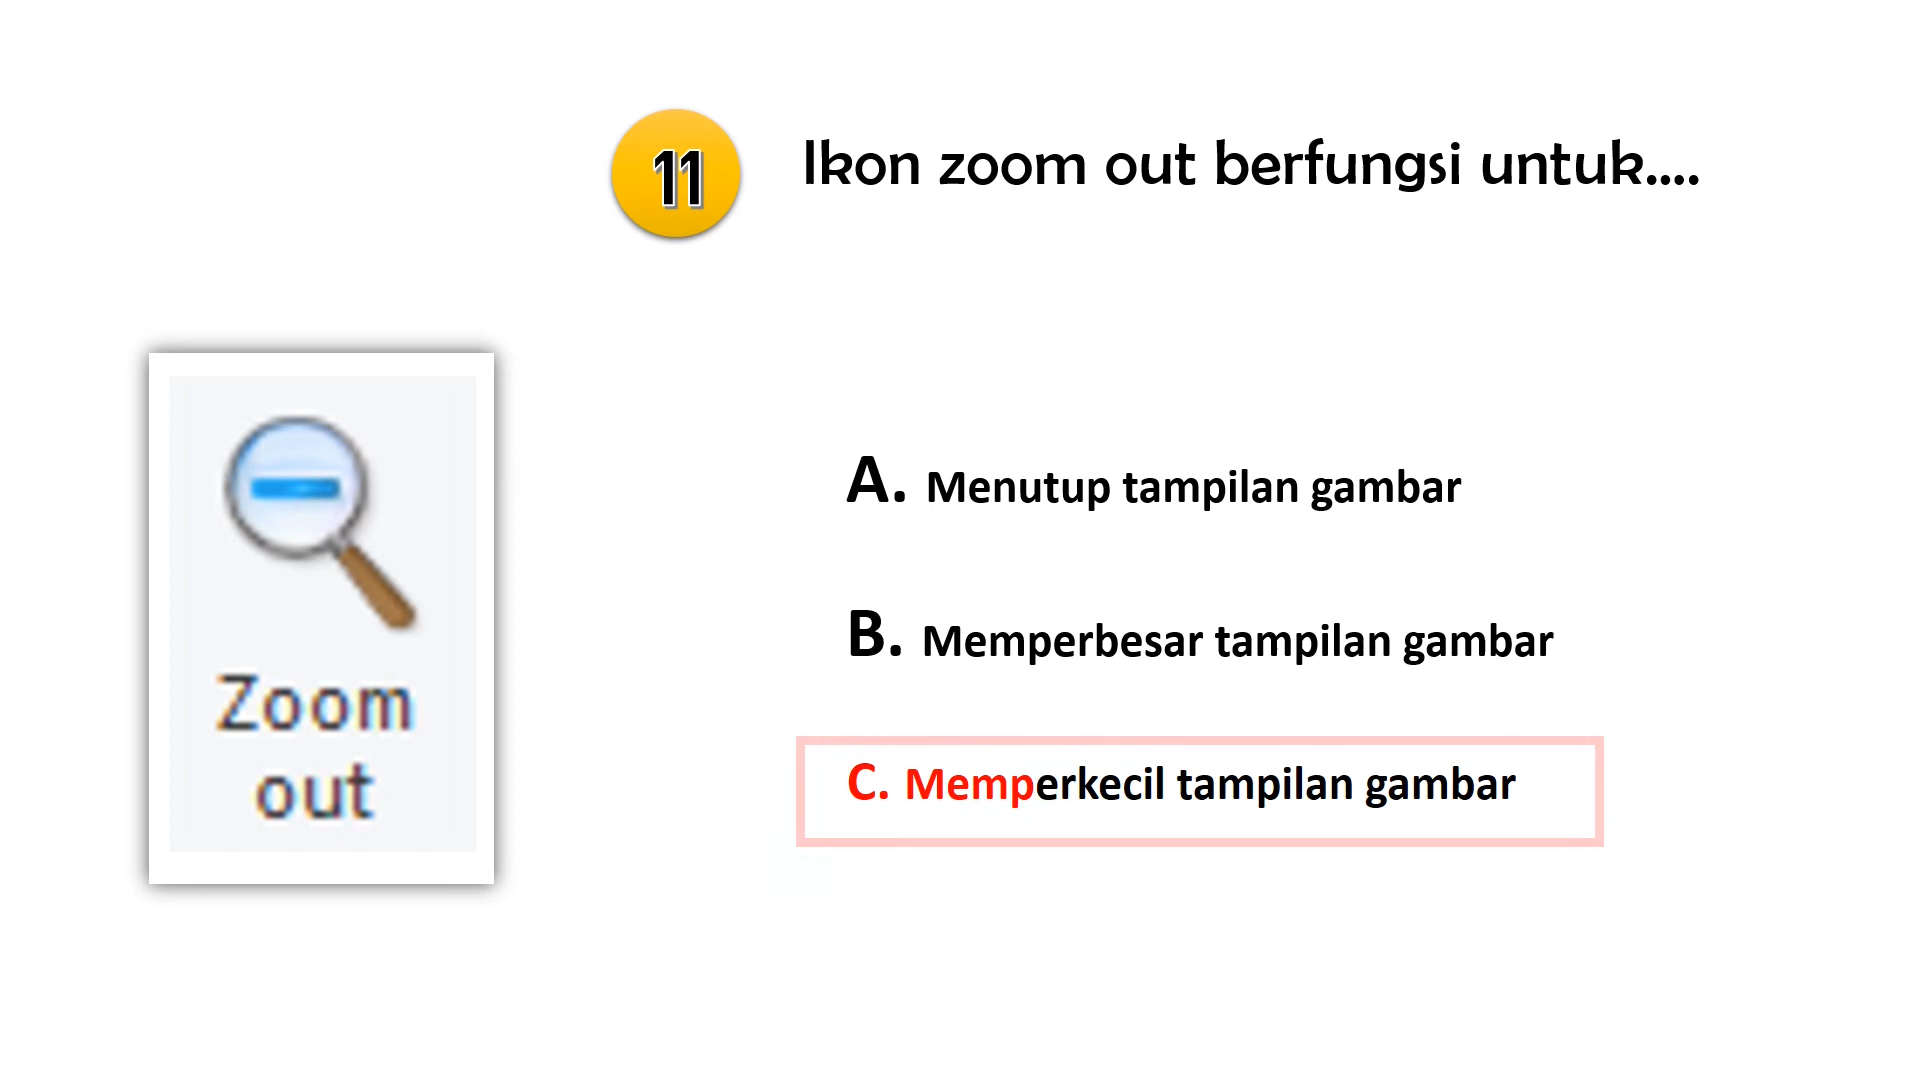 11 Ikon zoom out berfungsi untuk....
Zoom
out
A. Menutup tampilan gambar
B. Memperbesar tampilan gambar
C. Memperkecil tampilan gambar